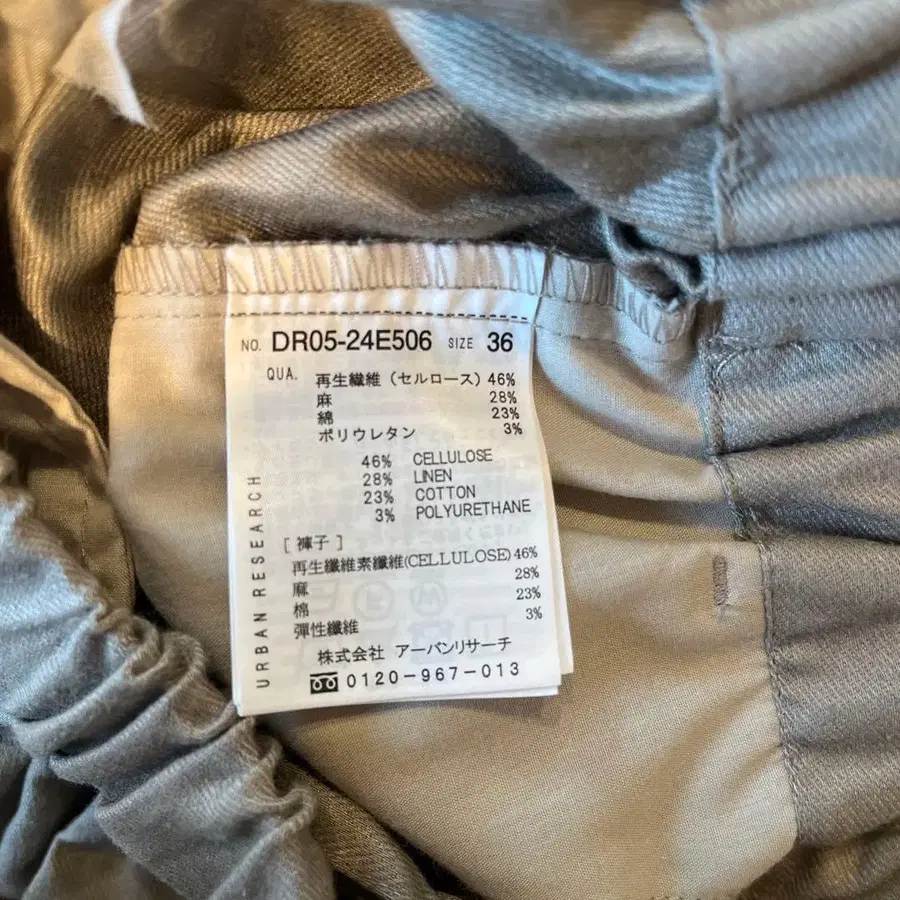 NO. DR05-24E506 SIZE 36
QUA. 再生繊維（セルロース）46%
麻 28%
綿 23%
ポリウレタン 3%
46% CELLULOSE
28% LINEN
23% COTTON
3% POLYURETHANE
[ 褲子 ]
再生纖維素纖維(CELLULOSE) 46%
麻 28%
棉 23%
彈性纖維 3%
株式会社 アーバンリサーチ
0120-967-013
URBAN RESEARCH